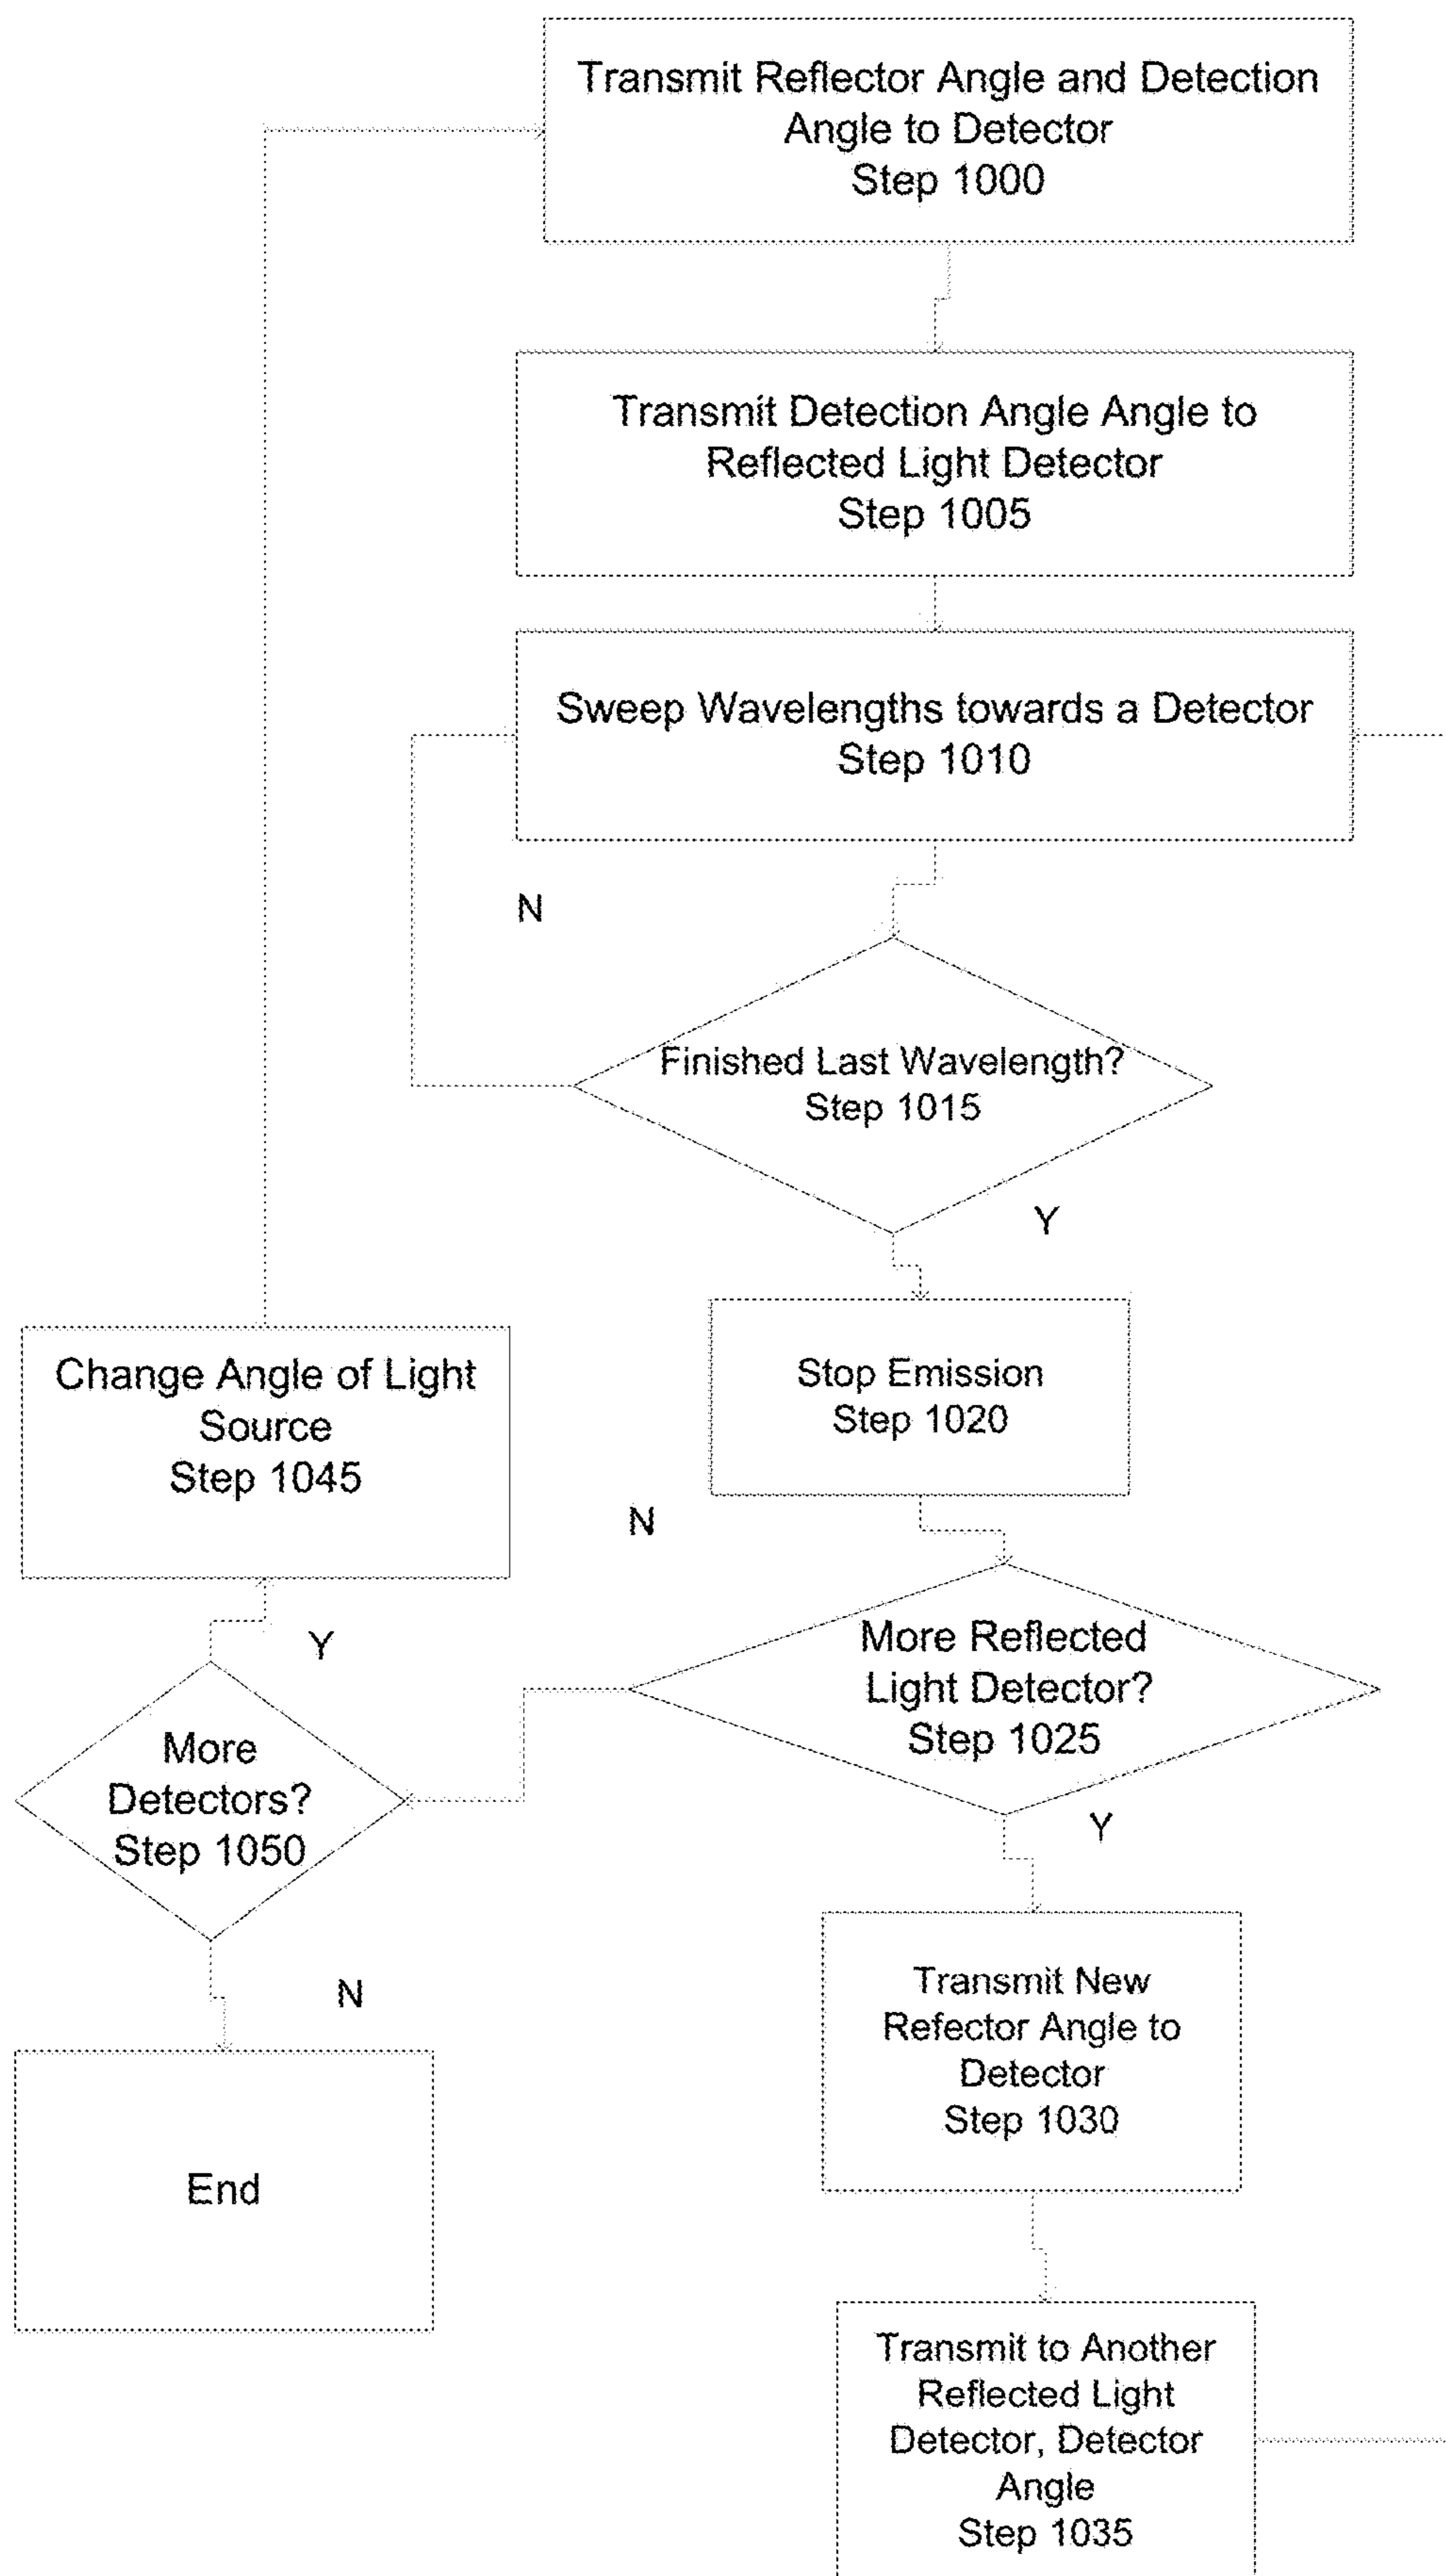 Transmit Reflector Angle and Detection
Angle to Detector
Step 1000
Transmit Detection Angle Angle to
Reflected Light Detector
Step 1005
Sweep Wavelengths towards a Detector
Step 1010
N
Finished Last Wavelength?
Step 1015
Y
Stop Emission
Step 1020
Change Angle of Light
Source
Step 1045
N
More Reflected
Light Detector?
Step 1025
Y
More
Detectors?
Step 1050
Y
N
End
Transmit New
Refector Angle to
Detector
Step 1030
Transmit to Another
Reflected Light
Detector, Detector
Angle
Step 1035